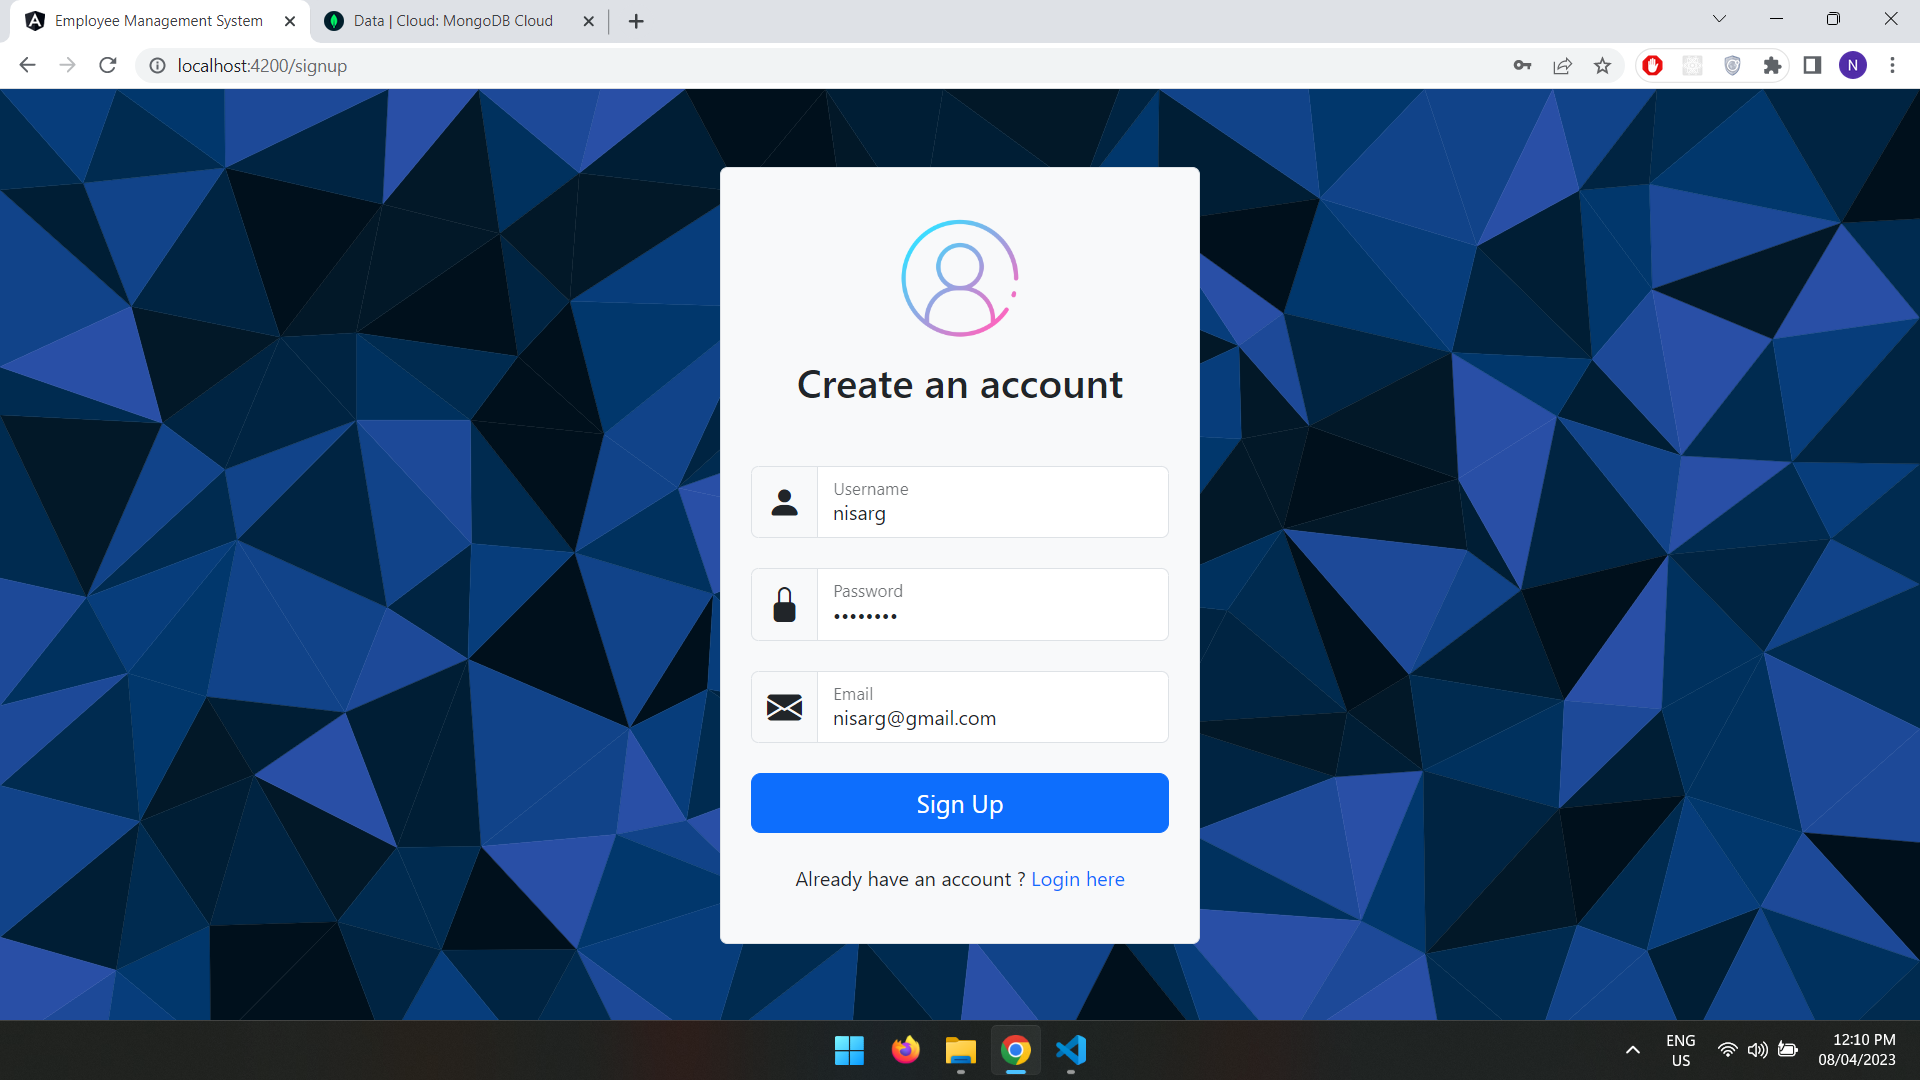 Employee Management System
Data | Cloud: MongoDB Cloud
localhost:4200/signup
N
Create an account
Username
nisarg
Password
••••••••
Email
nisarg@gmail.com
Sign Up
Already have an account ? Login here
ENG
US
12:10 PM
08/04/2023